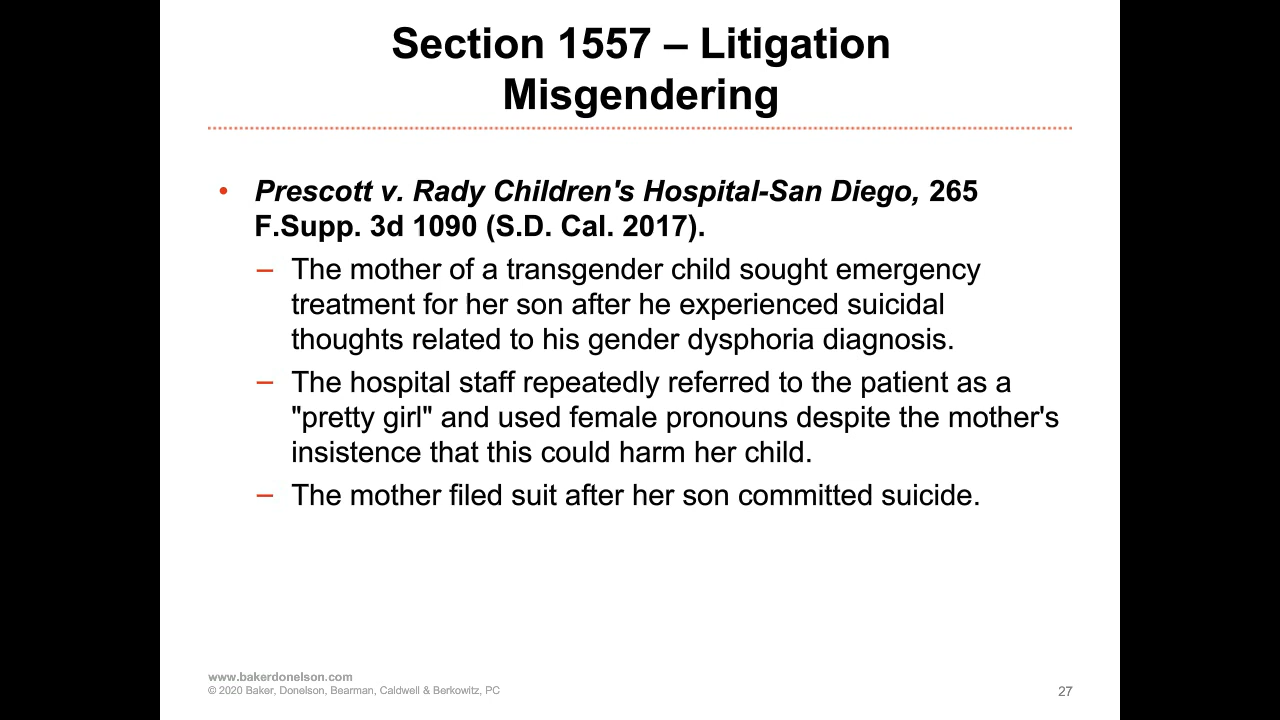 Section 1557 – Litigation
Misgendering
• Prescott v. Rady Children's Hospital-San Diego, 265
F.Supp. 3d 1090 (S.D. Cal. 2017).
– The mother of a transgender child sought emergency
treatment for her son after he experienced suicidal
thoughts related to his gender dysphoria diagnosis.
– The hospital staff repeatedly referred to the patient as a
"pretty girl" and used female pronouns despite the mother's
insistence that this could harm her child.
– The mother filed suit after her son committed suicide.
www.bakerdonelson.com
© 2020 Baker, Donelson, Bearman, Caldwell & Berkowitz, PC
27